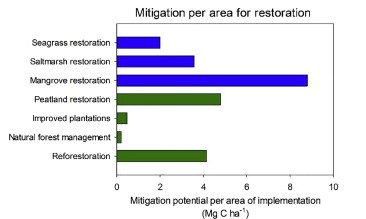 Mitigation per area for restoration
Seagrass restoration
Saltmarsh restoration
Mangrove restoration
Peatland restoration
Improved plantations
Natural forest management
Reforestoration
0 2 4 6 8 10
Mitigation potential per area of implementation
(Mg C ha⁻¹)